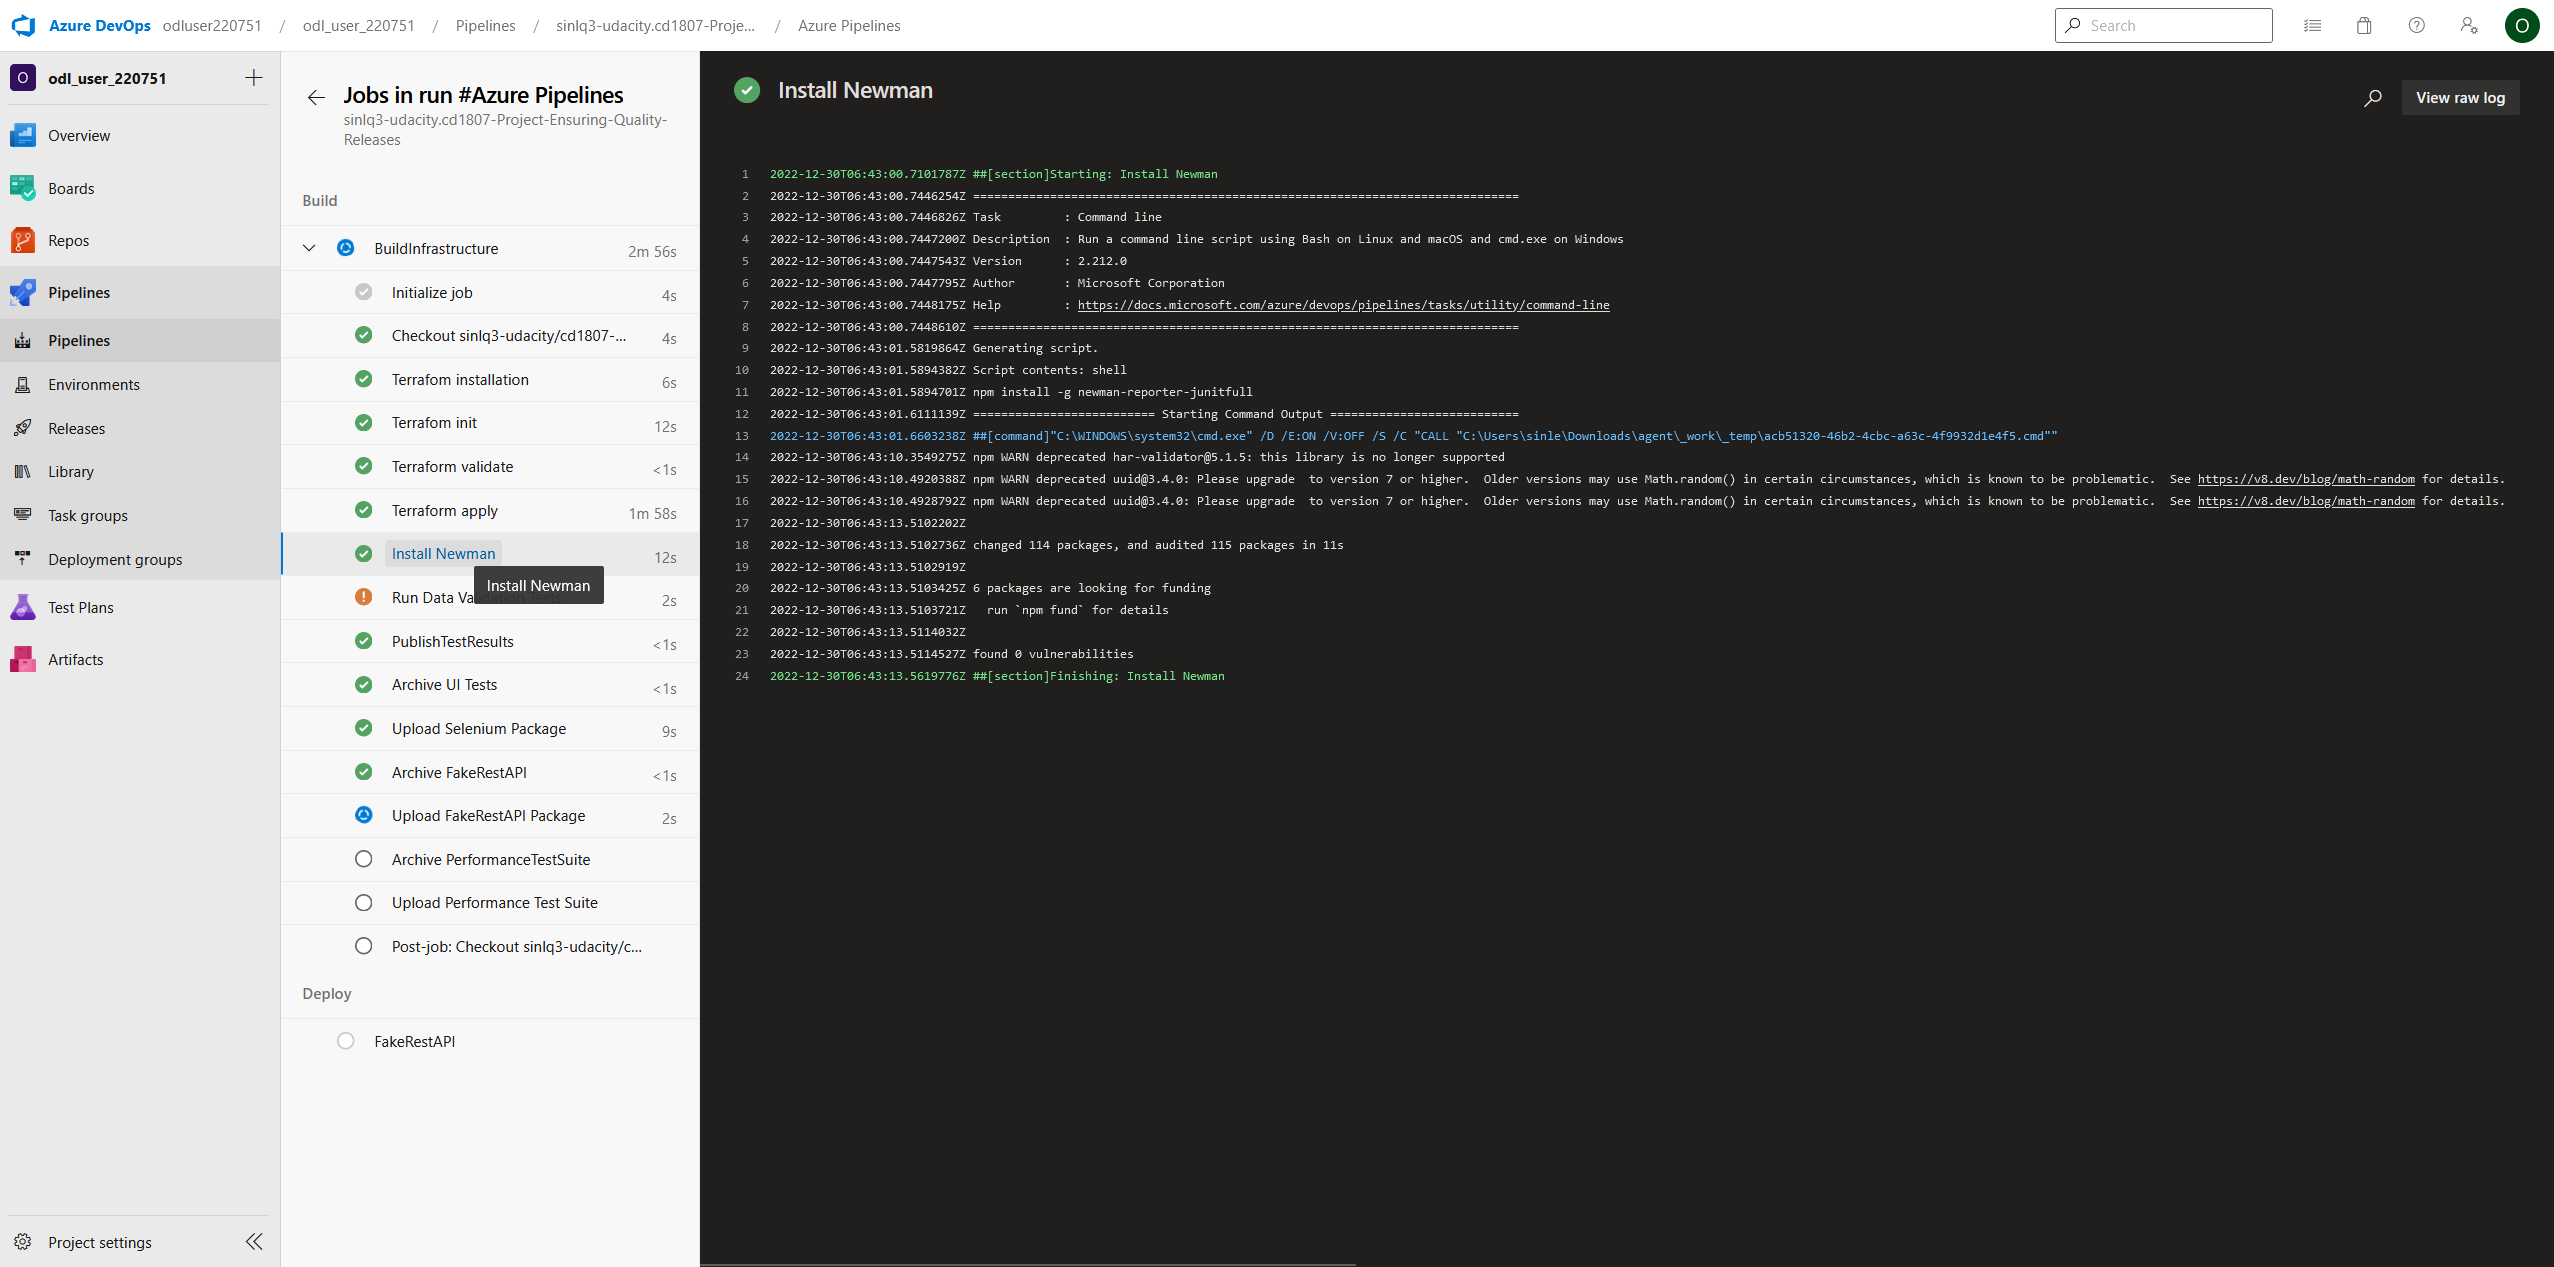 Azure DevOps odluser220751 / odl_user_220751 / Pipelines / sinlq3-udacity.cd1807-Proje... / Azure Pipelines
Search
O
O odl_user_220751
Overview
Boards
Repos
Pipelines
Pipelines
Environments
Releases
Library
Task groups
Deployment groups
Test Plans
Artifacts
Project settings
Jobs in run #Azure Pipelines
sinlq3-udacity.cd1807-Project-Ensuring-Quality-
Releases
Build
BuildInfrastructure 2m 56s
Initialize job 4s
Checkout sinlq3-udacity/cd1807-... 4s
Terrafom installation 6s
Terrafom init 12s
Terraform validate <1s
Terraform apply 1m 58s
Install Newman 12s
Install Newman
Run Data Va 2s
PublishTestResults <1s
Archive UI Tests <1s
Upload Selenium Package 9s
Archive FakeRestAPI <1s
Upload FakeRestAPI Package 2s
Archive PerformanceTestSuite
Upload Performance Test Suite
Post-job: Checkout sinlq3-udacity/c...
Deploy
FakeRestAPI
Install Newman
View raw log
1 2022-12-30T06:43:00.7101787Z ##[section]Starting: Install Newman
2 2022-12-30T06:43:00.7446254Z ==============================================================================
3 2022-12-30T06:43:00.7446826Z Task         : Command line
4 2022-12-30T06:43:00.7447200Z Description  : Run a command line script using Bash on Linux and macOS and cmd.exe on Windows
5 2022-12-30T06:43:00.7447543Z Version      : 2.212.0
6 2022-12-30T06:43:00.7447795Z Author       : Microsoft Corporation
7 2022-12-30T06:43:00.7448175Z Help         : https://docs.microsoft.com/azure/devops/pipelines/tasks/utility/command-line
8 2022-12-30T06:43:00.7448610Z ==============================================================================
9 2022-12-30T06:43:01.5819864Z Generating script.
10 2022-12-30T06:43:01.5894382Z Script contents: shell
11 2022-12-30T06:43:01.5894701Z npm install -g newman-reporter-junitfull
12 2022-12-30T06:43:01.6111139Z ========================== Starting Command Output ===========================
13 2022-12-30T06:43:01.6603238Z ##[command]"C:\WINDOWS\system32\cmd.exe" /D /E:ON /V:OFF /S /C "CALL "C:\Users\sinle\Downloads\agent\_work\_temp\acb51320-46b2-4cbc-a63c-4f9932d1e4f5.cmd""
14 2022-12-30T06:43:10.3549275Z npm WARN deprecated har-validator@5.1.5: this library is no longer supported
15 2022-12-30T06:43:10.4920388Z npm WARN deprecated uuid@3.4.0: Please upgrade  to version 7 or higher.  Older versions may use Math.random() in certain circumstances, which is known to be problematic.  See https://v8.dev/blog/math-random for details.
16 2022-12-30T06:43:10.4928792Z npm WARN deprecated uuid@3.4.0: Please upgrade  to version 7 or higher.  Older versions may use Math.random() in certain circumstances, which is known to be problematic.  See https://v8.dev/blog/math-random for details.
17 2022-12-30T06:43:13.5102202Z
18 2022-12-30T06:43:13.5102736Z changed 114 packages, and audited 115 packages in 11s
19 2022-12-30T06:43:13.5102919Z
20 2022-12-30T06:43:13.5103425Z 6 packages are looking for funding
21 2022-12-30T06:43:13.5103721Z   run `npm fund` for details
22 2022-12-30T06:43:13.5114032Z
23 2022-12-30T06:43:13.5114527Z found 0 vulnerabilities
24 2022-12-30T06:43:13.5619776Z ##[section]Finishing: Install Newman